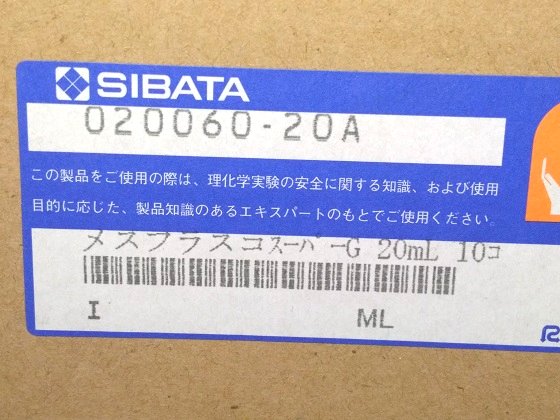 SIBATA
020060-20A
この製品をご使用の際は、理化学実験の安全に関する知識、および使用
目的に応じた、製品知識のあるエキスパートのもとでご使用ください。
メスフラスコスーパーG 20mL 10コ
I ML